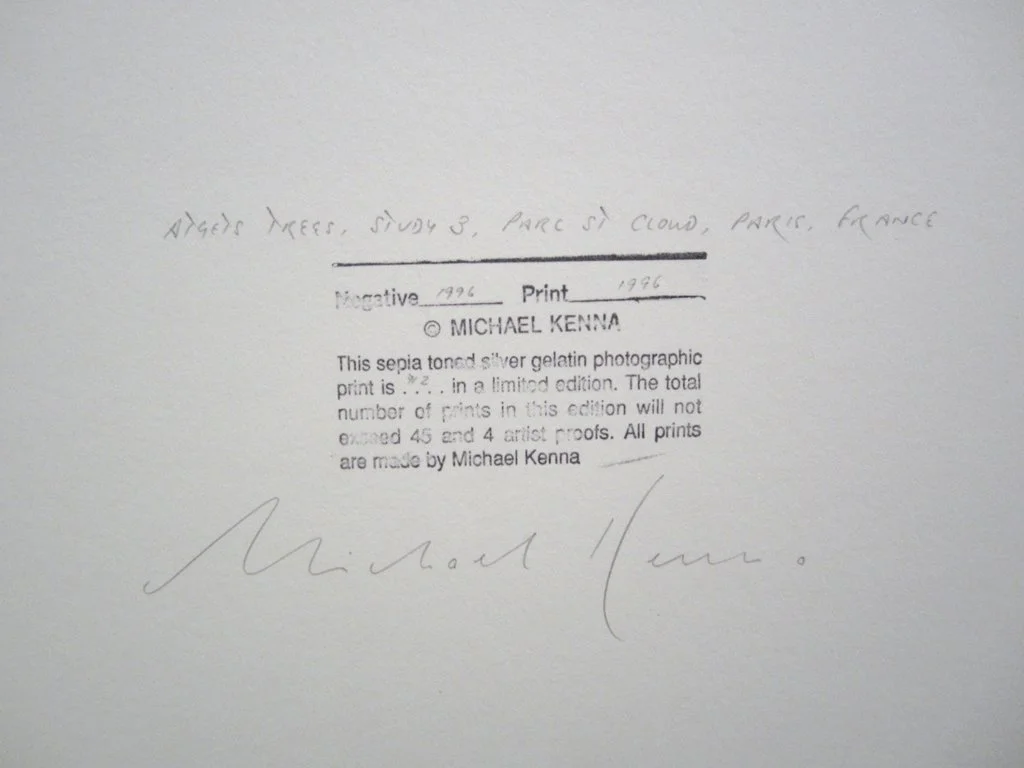 ATGETS TREES, STUDY 3, PARC ST CLOUD, PARIS, FRANCE
Negative 1996 Print 1996
© MICHAEL KENNA
This sepia toned silver gelatin photographic
print is . . . in a limited edition. The total
number of prints in this edition will not
exceed 45 and 4 artist proofs. All prints
are made by Michael Kenna
Michael Kenna